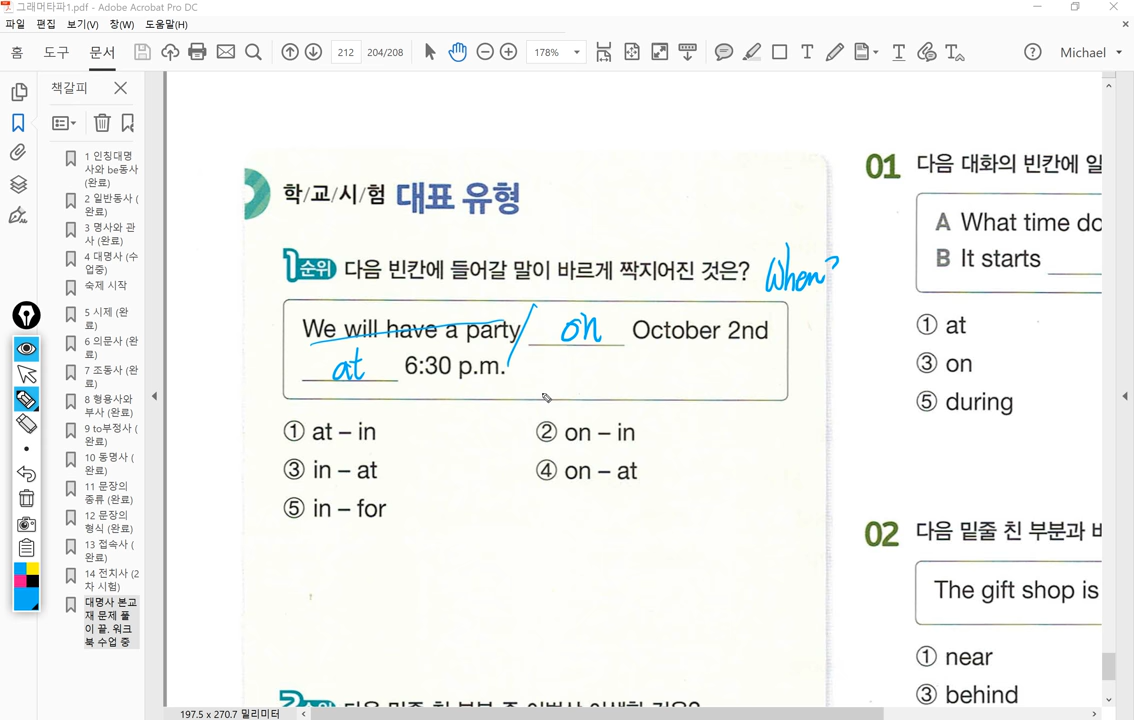 그래머타파1.pdf - Adobe Acrobat Pro DC
파일 편집 보기(V) 창(W) 도움말(H)
홈 도구 문서 212 204/208 178% Michael
책갈피
1 인칭대명
사와 be동사
(완료)
2 일반동사 (
완료)
3 명사와 관
사 (완료)
4 대명사 (수
업중)
숙제 시작
5 시제 (완
료)
6 의문사 (완
료)
7 조동사 (완
료)
8 형용사와
부사 (완료)
9 to부정사 (
완료)
10 동명사 (
완료)
11 문장의
종류 (완료)
12 문장의
형식 (완료)
13 접속사 (
완료)
14 전치사 (2
차 시험)
대명사 본교
재 문제 풀
이 끝. 워크
북 수업 중
학/교/시/험 대표 유형
1순위 다음 빈칸에 들어갈 말이 바르게 짝지어진 것은? When?
We will have a party / on October 2nd
at 6:30 p.m.
① at – in ② on – in
③ in – at ④ on – at
⑤ in – for
01 다음 대화의 빈칸에 일
A What time do
B It starts
① at
③ on
⑤ during
02 다음 밑줄 친 부분과 바
The gift shop is
① near
③ behind
197.5 x 270.7 밀리미터